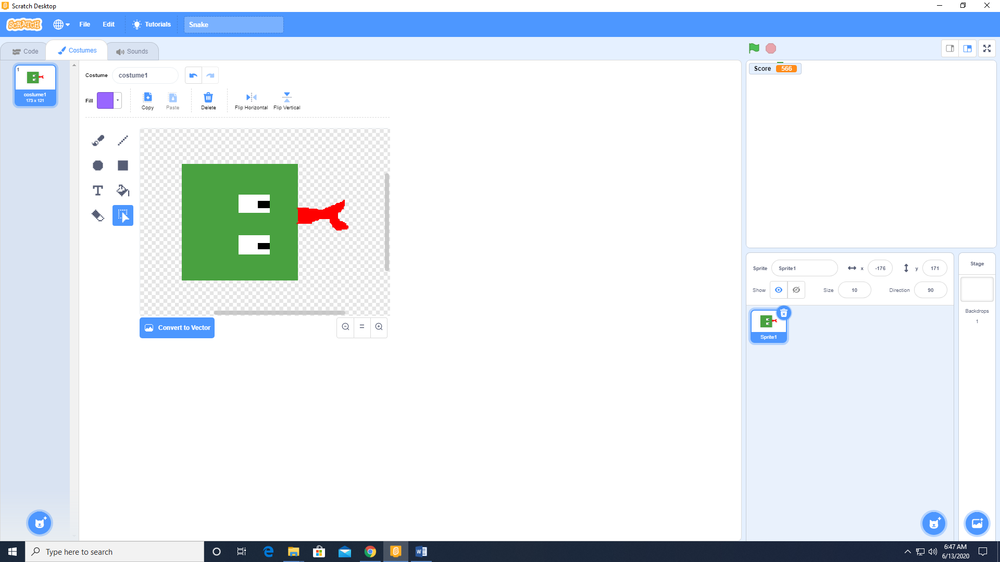 Scratch Desktop
SCRATCH
File
Edit
Tutorials
Snake
Code
Costumes
Sounds
1
costume1
173 x 121
Costume
costume1
Fill
Copy
Paste
Delete
Flip Horizontal
Flip Vertical
Convert to Vector
Score 566
Sprite Sprite1 x -176 y 171
Show Size 10 Direction 90
Sprite1
Stage
Backdrops
1
Type here to search
6:47 AM
6/13/2020